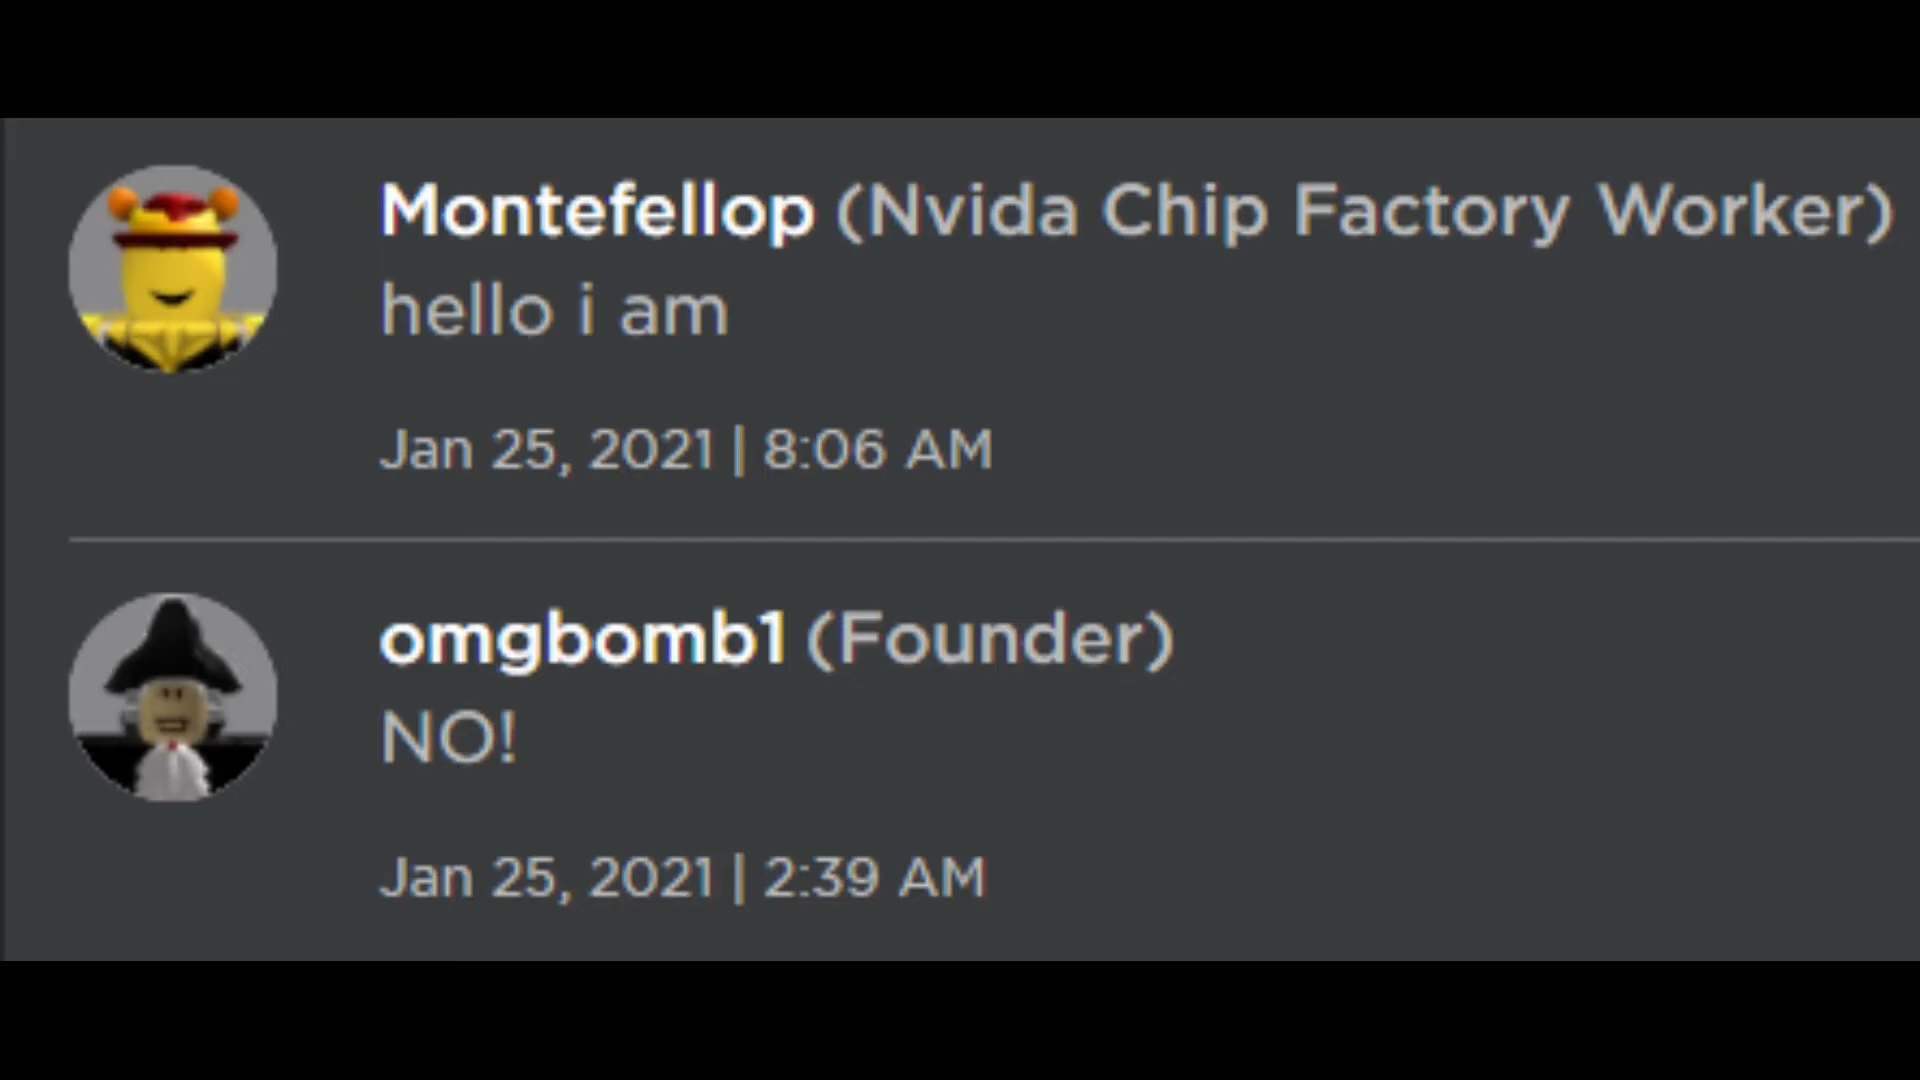 Montefellop (Nvida Chip Factory Worker)
hello i am
Jan 25, 2021 | 8:06 AM
omgbomb1 (Founder)
NO!
Jan 25, 2021 | 2:39 AM